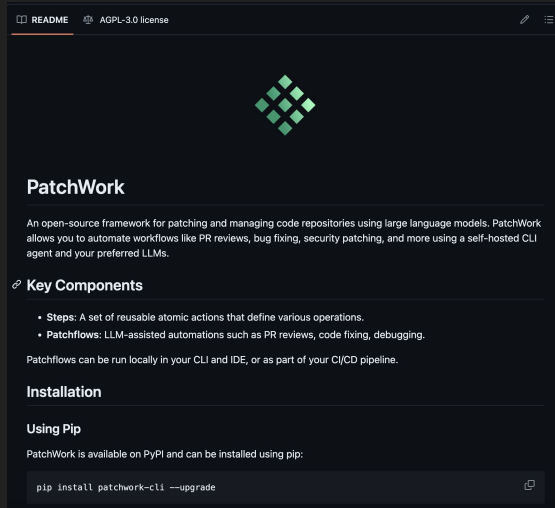 README
AGPL-3.0 license
PatchWork
An open-source framework for patching and managing code repositories using large language models. PatchWork
allows you to automate workflows like PR reviews, bug fixing, security patching, and more using a self-hosted CLI
agent and your preferred LLMs.
Key Components
• Steps: A set of reusable atomic actions that define various operations.
• Patchflows: LLM-assisted automations such as PR reviews, code fixing, debugging.
Patchflows can be run locally in your CLI and IDE, or as part of your CI/CD pipeline.
Installation
Using Pip
PatchWork is available on PyPI and can be installed using pip:
pip install patchwork-cli --upgrade